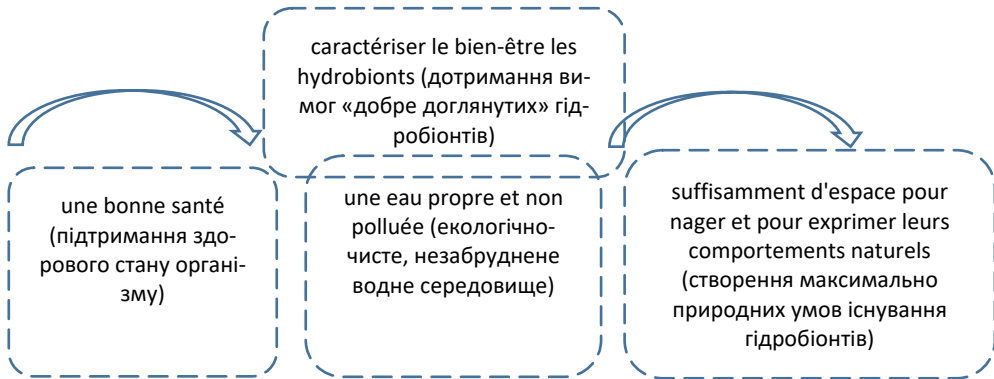 caractériser le bien-être les
hydrobionts (дотримання ви-
мог «добре доглянутих» гід-
робіонтів)
une bonne santé
(підтримання здо-
рового стану органі-
зму)
une eau propre et non
polluée (екологічно-
чисте, незабруднене
водне середовище)
suffisamment d'espace pour
nager et pour exprimer leurs
comportements naturels
(створення максимально
природних умов існування
гідробіонтів)